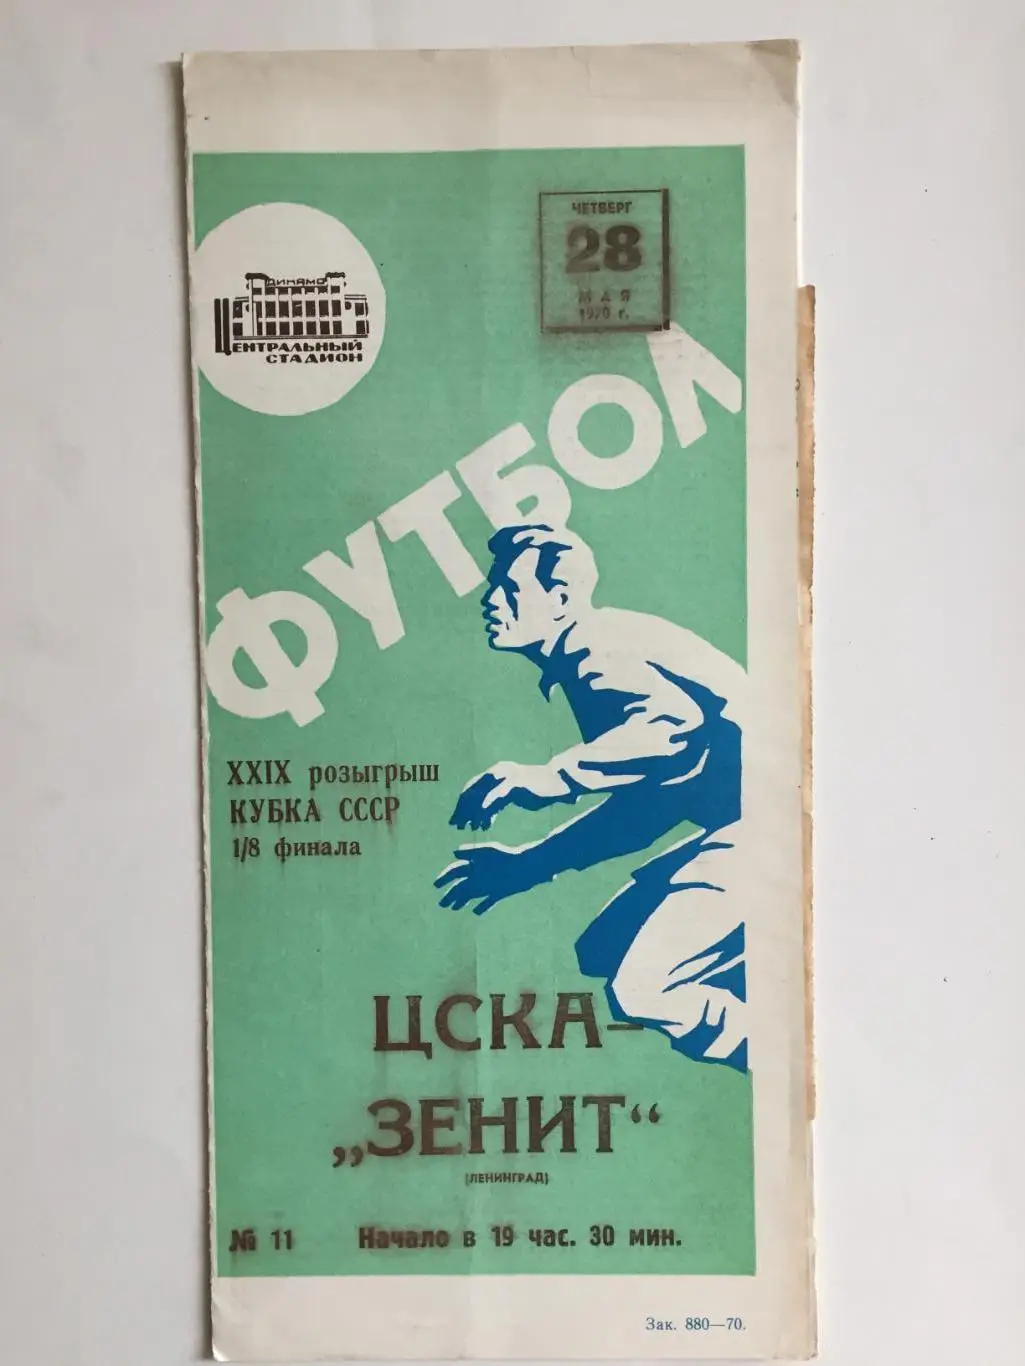 ЧЕТВЕРГ
28
МАЯ
1970 г.
ДИНАМО
ЦЕНТРАЛЬНЫЙ
СТАДИОН
ФУТБОЛ
XXIX розыгрыш
КУБКА СССР
1/8 финала
ЦСКА-
„ЗЕНИТ“
(ЛЕНИНГРАД)
№ 11 Начало в 19 час. 30 мин.
Зак. 880—70.